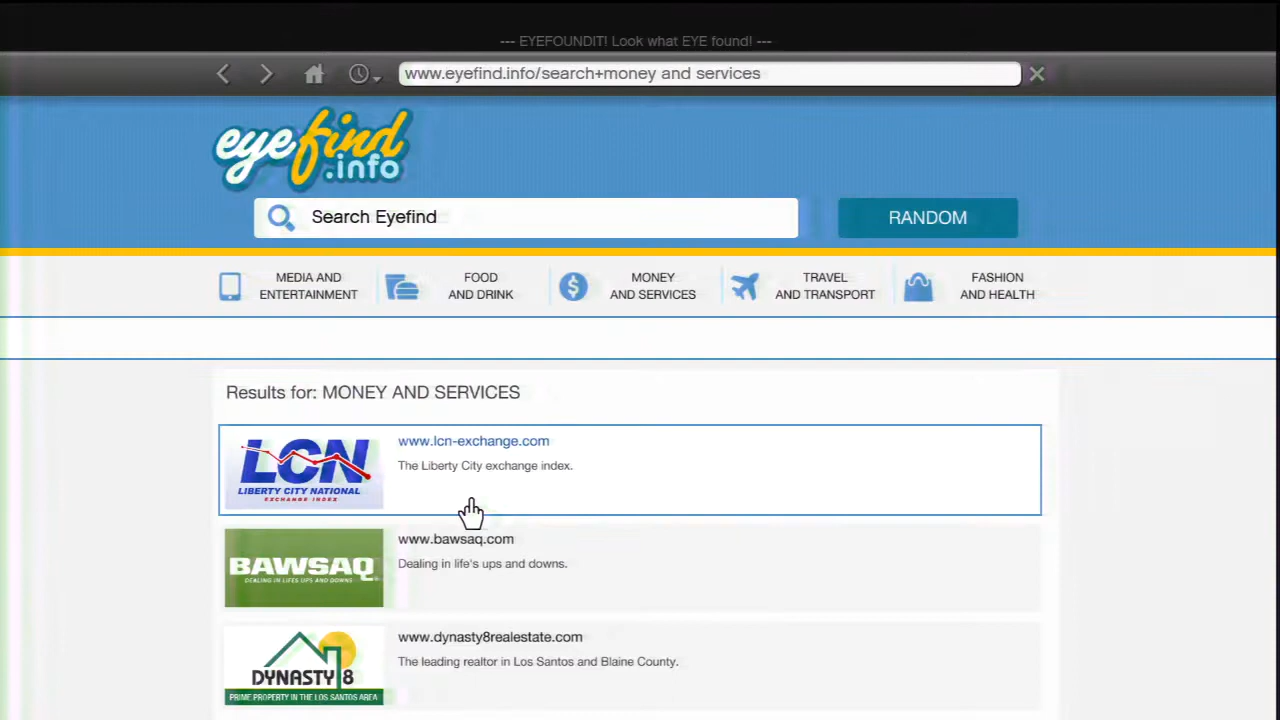 --- EYEFOUNDIT! Look what EYE found! ---
www.eyefind.info/search+money and services
eyefind
.info
Search Eyefind
RANDOM
MEDIA AND
ENTERTAINMENT
FOOD
AND DRINK
MONEY
AND SERVICES
TRAVEL
AND TRANSPORT
FASHION
AND HEALTH
Results for: MONEY AND SERVICES
LCN
LIBERTY CITY NATIONAL
EXCHANGE INDEX
www.lcn-exchange.com
The Liberty City exchange index.
BAWSAQ
DEALING IN LIFES UPS AND DOWNS
www.bawsaq.com
Dealing in life's ups and downs.
DYNASTY 8
PRIME PROPERTY IN THE LOS SANTOS AREA
www.dynasty8realestate.com
The leading realtor in Los Santos and Blaine County.